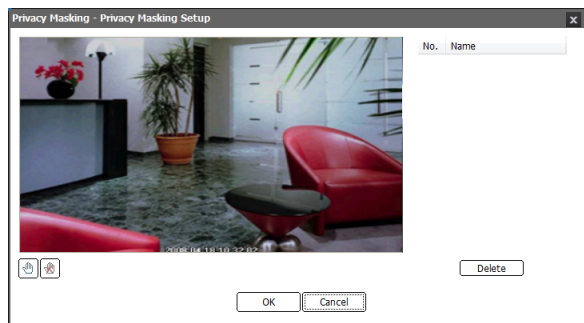 Privacy Masking - Privacy Masking Setup
x
No. Name
2008-04-18 10:32:02
Delete
OK Cancel